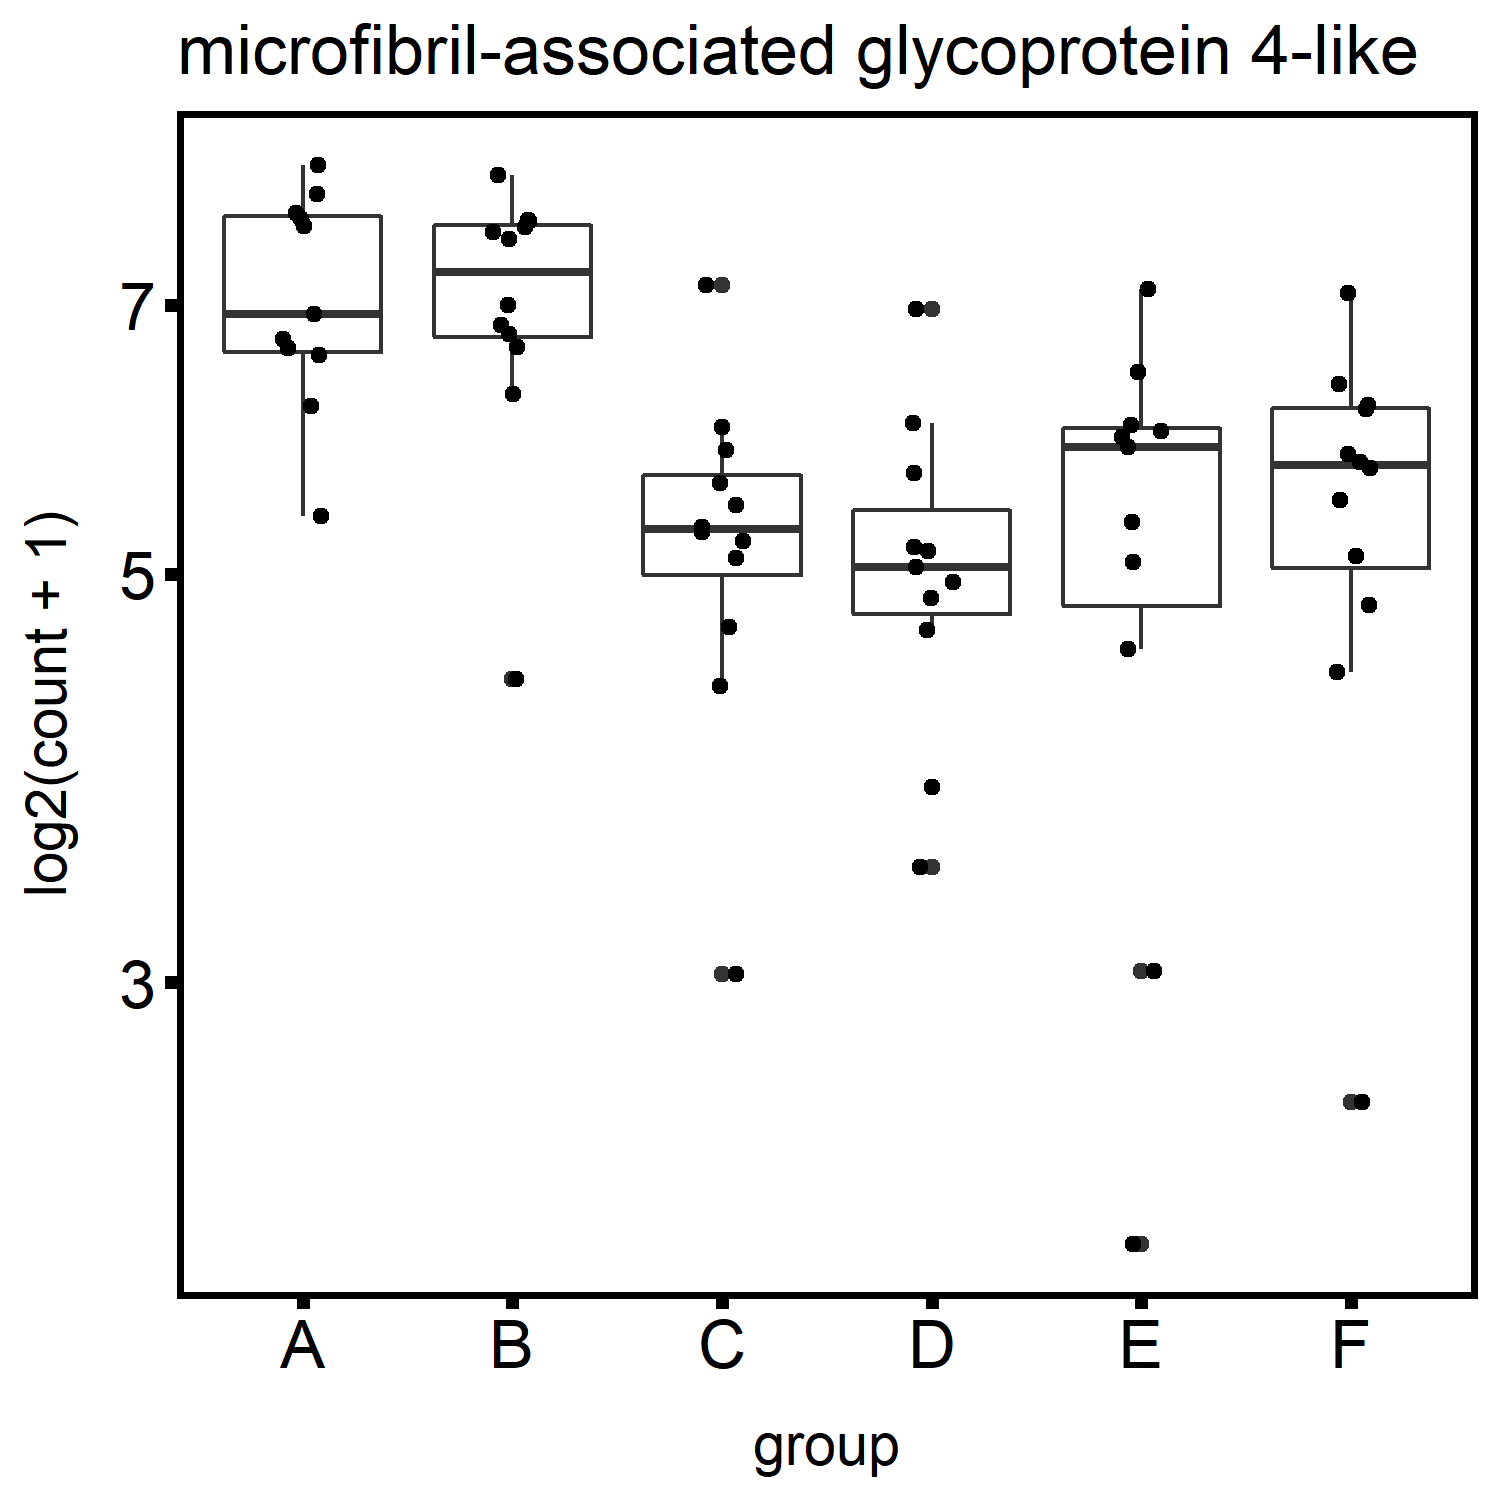 microfibril-associated glycoprotein 4-like
log2(count + 1)
7
5
3
A B C D E F
group